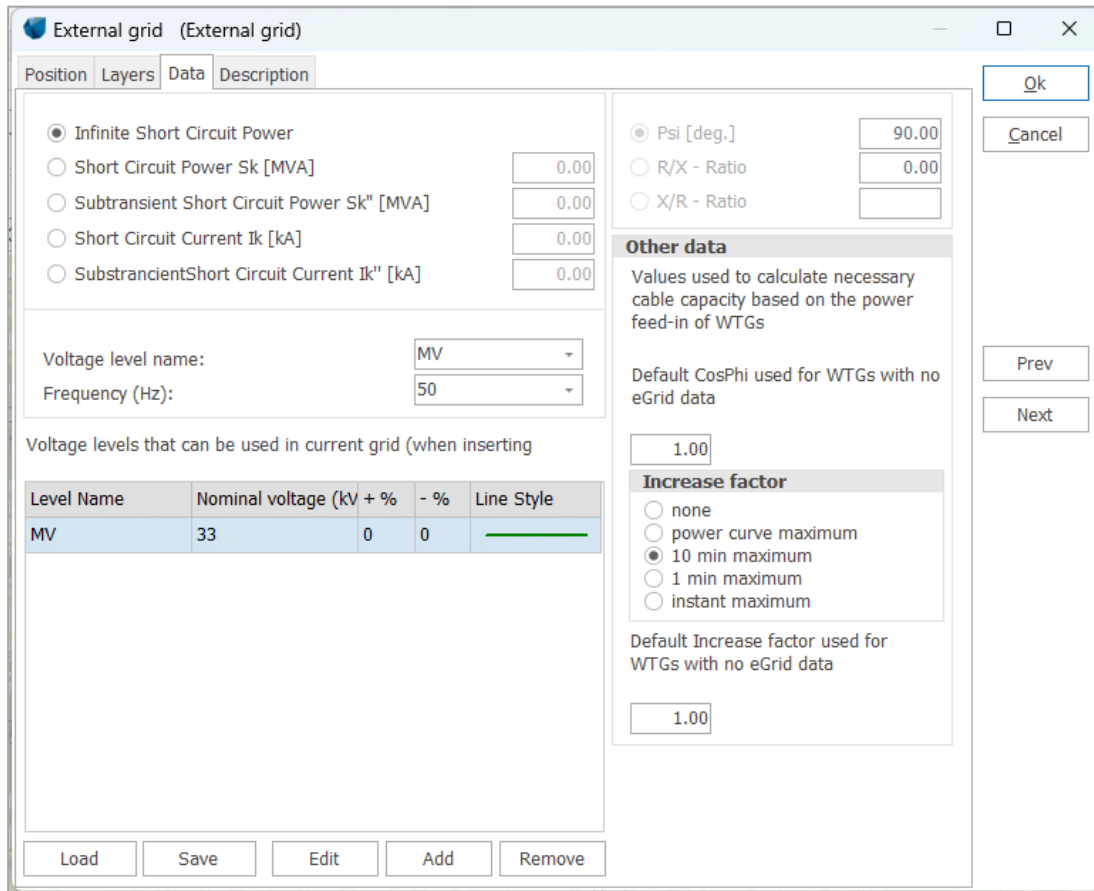 External grid (External grid)
Position Layers Data Description
Ok
Cancel
Prev
Next
Infinite Short Circuit Power
Short Circuit Power Sk [MVA] 0.00
Subtransient Short Circuit Power Sk" [MVA] 0.00
Short Circuit Current Ik [kA] 0.00
SubstrancientShort Circuit Current Ik'' [kA] 0.00
Voltage level name: MV
Frequency (Hz): 50
Voltage levels that can be used in current grid (when inserting
Level Name Nominal voltage (kV + % - % Line Style
MV 33 0 0
Load Save Edit Add Remove
Psi [deg.] 90.00
R/X - Ratio 0.00
X/R - Ratio
Other data
Values used to calculate necessary
cable capacity based on the power
feed-in of WTGs
Default CosPhi used for WTGs with no
eGrid data
1.00
Increase factor
none
power curve maximum
10 min maximum
1 min maximum
instant maximum
Default Increase factor used for
WTGs with no eGrid data
1.00